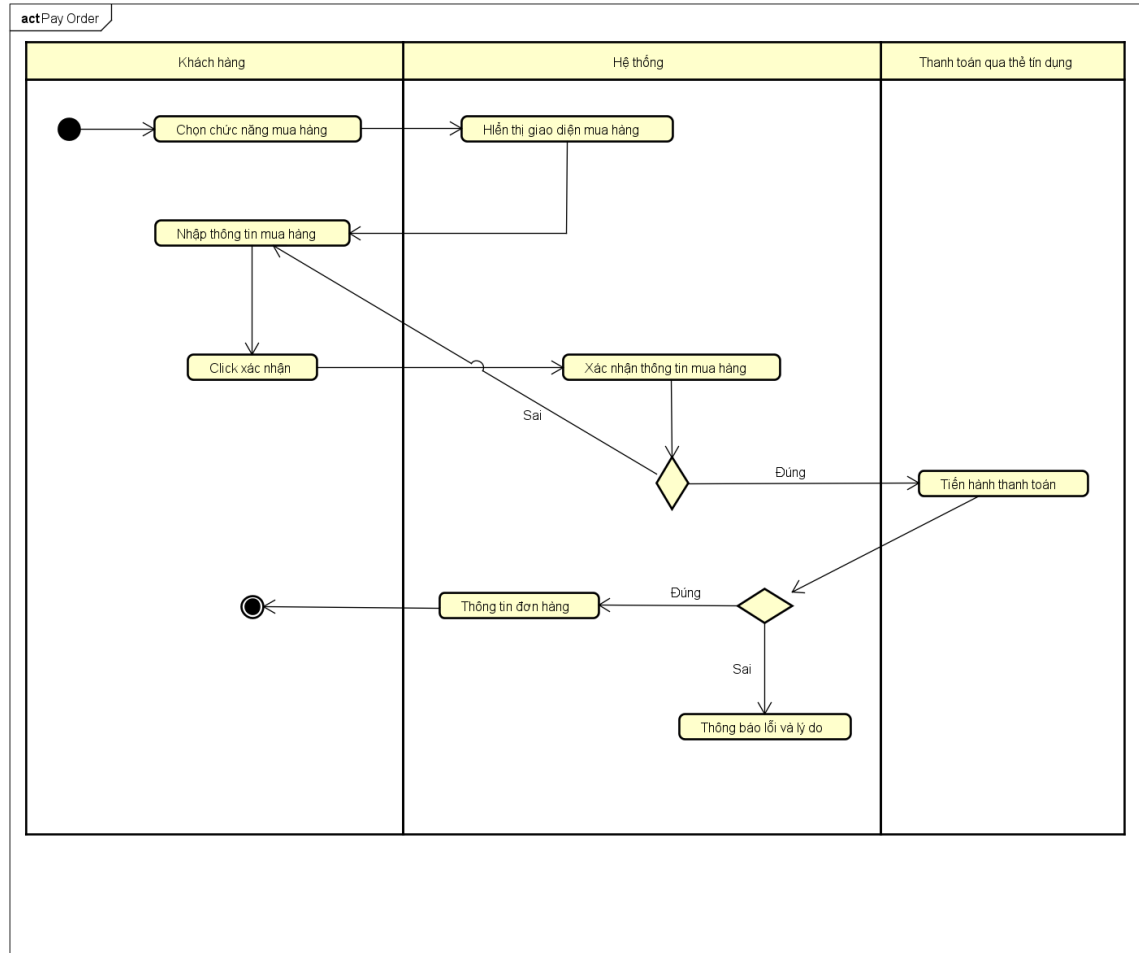 act Pay Order
Khách hàng
Hệ thống
Thanh toán qua thẻ tín dụng
Chọn chức năng mua hàng
HIển thị giao diện mua hàng
Nhập thông tin mua hàng
Click xác nhận
Xác nhận thông tin mua hàng
Sai
Đúng
Tiến hành thanh toán
Đúng
Thông tin đơn hàng
Sai
Thông báo lỗi và lý do